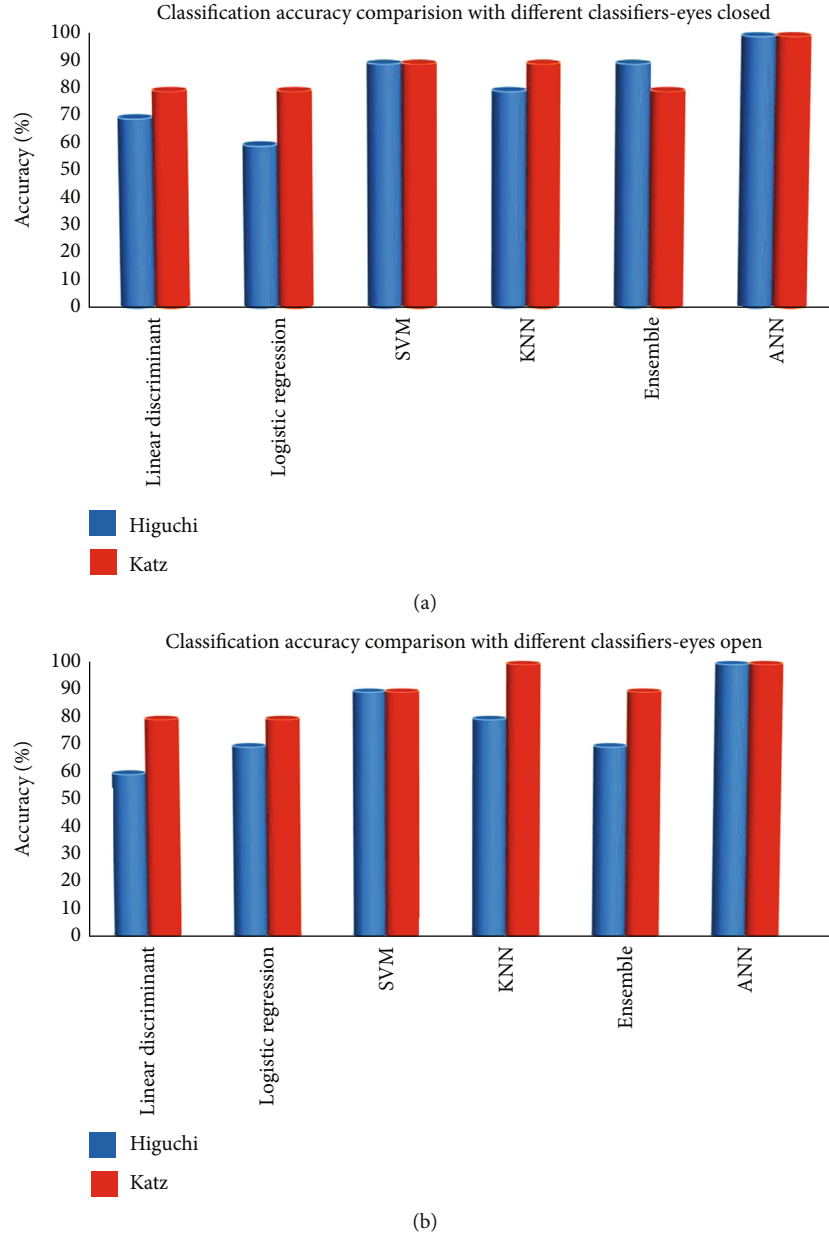 Classification accuracy comparision with different classifiers-eyes closed
Accuracy (%)
100
90
80
70
60
50
40
30
20
10
0
Linear discriminant
Logistic regression
SVM
KNN
Ensemble
ANN
Higuchi
Katz
(a)
Classification accuracy comparison with different classifiers-eyes open
Accuracy (%)
100
90
80
70
60
50
40
30
20
10
0
Linear discriminant
Logistic regression
SVM
KNN
Ensemble
ANN
Higuchi
Katz
(b)